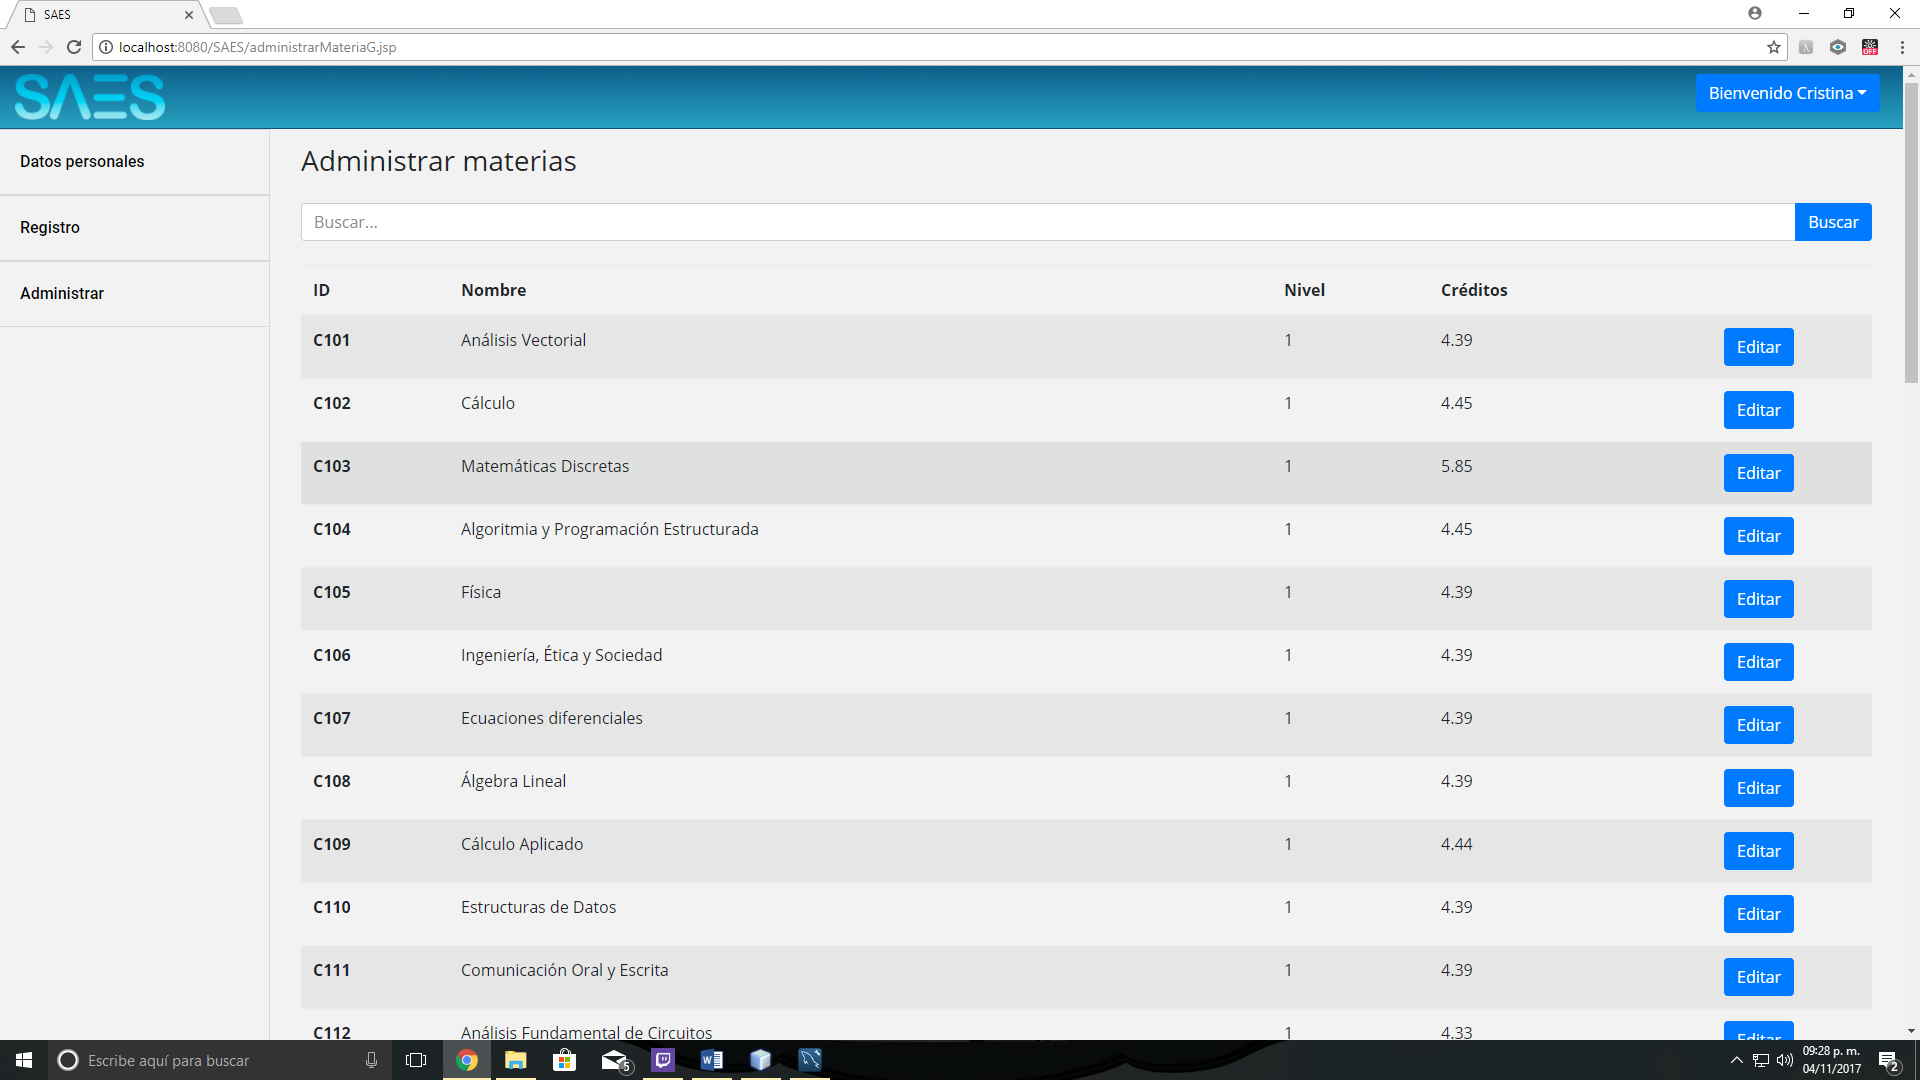 SAES
localhost:8080/SAES/administrarMateriaG.jsp
OFF
SAES
Bienvenido Cristina
Datos personales
Registro
Administrar
Administrar materias
Buscar...
Buscar
ID Nombre Nivel Créditos
C101 Análisis Vectorial 1 4.39 Editar
C102 Cálculo 1 4.45 Editar
C103 Matemáticas Discretas 1 5.85 Editar
C104 Algoritmia y Programación Estructurada 1 4.45 Editar
C105 Física 1 4.39 Editar
C106 Ingeniería, Ética y Sociedad 1 4.39 Editar
C107 Ecuaciones diferenciales 1 4.39 Editar
C108 Álgebra Lineal 1 4.39 Editar
C109 Cálculo Aplicado 1 4.44 Editar
C110 Estructuras de Datos 1 4.39 Editar
C111 Comunicación Oral y Escrita 1 4.39 Editar
C112 Análisis Fundamental de Circuitos 1 4.33 Editar
Escribe aquí para buscar
5
09:28 p. m.
04/11/2017
2